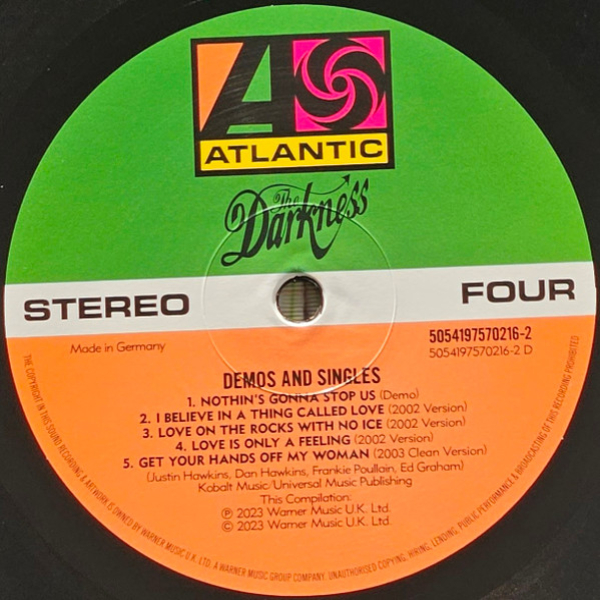 ATLANTIC
The
Darkness
STEREO
FOUR
Made in Germany
5054197570216-2
5054197570216-2 D
DEMOS AND SINGLES
1. NOTHIN'S GONNA STOP US (Demo)
2. I BELIEVE IN A THING CALLED LOVE (2002 Version)
3. LOVE ON THE ROCKS WITH NO ICE (2002 Version)
4. LOVE IS ONLY A FEELING (2002 Version)
5. GET YOUR HANDS OFF MY WOMAN (2003 Clean Version)
(Justin Hawkins, Dan Hawkins, Frankie Poullain, Ed Graham)
Kobalt Music/Universal Music Publishing
This Compilation:
℗ 2023 Warner Music U.K. Ltd.
© 2023 Warner Music U.K. Ltd.
THE COPYRIGHT IN THIS SOUND RECORDING & ARTWORK IS OWNED BY WARNER MUSIC U.K. LTD. A WARNER MUSIC GROUP COMPANY. UNAUTHORISED COPYING, HIRING, LENDING, PUBLIC PERFORMANCE & BROADCASTING OF THIS RECORDING PROHIBITED